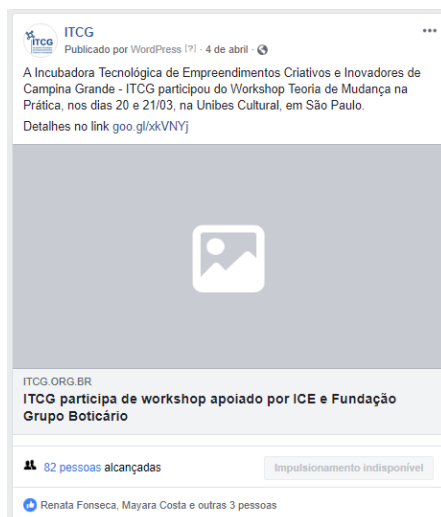 ITCG
ITCG
Publicado por WordPress [?] · 4 de abril ·
A Incubadora Tecnológica de Empreendimentos Criativos e Inovadores de
Campina Grande - ITCG participou do Workshop Teoria de Mudança na
Prática, nos dias 20 e 21/03, na Unibes Cultural, em São Paulo.
Detalhes no link goo.gl/xkVNYj
ITCG.ORG.BR
ITCG participa de workshop apoiado por ICE e Fundação
Grupo Boticário
82 pessoas alcançadas
Impulsionamento indisponível
Renata Fonseca, Mayara Costa e outras 3 pessoas